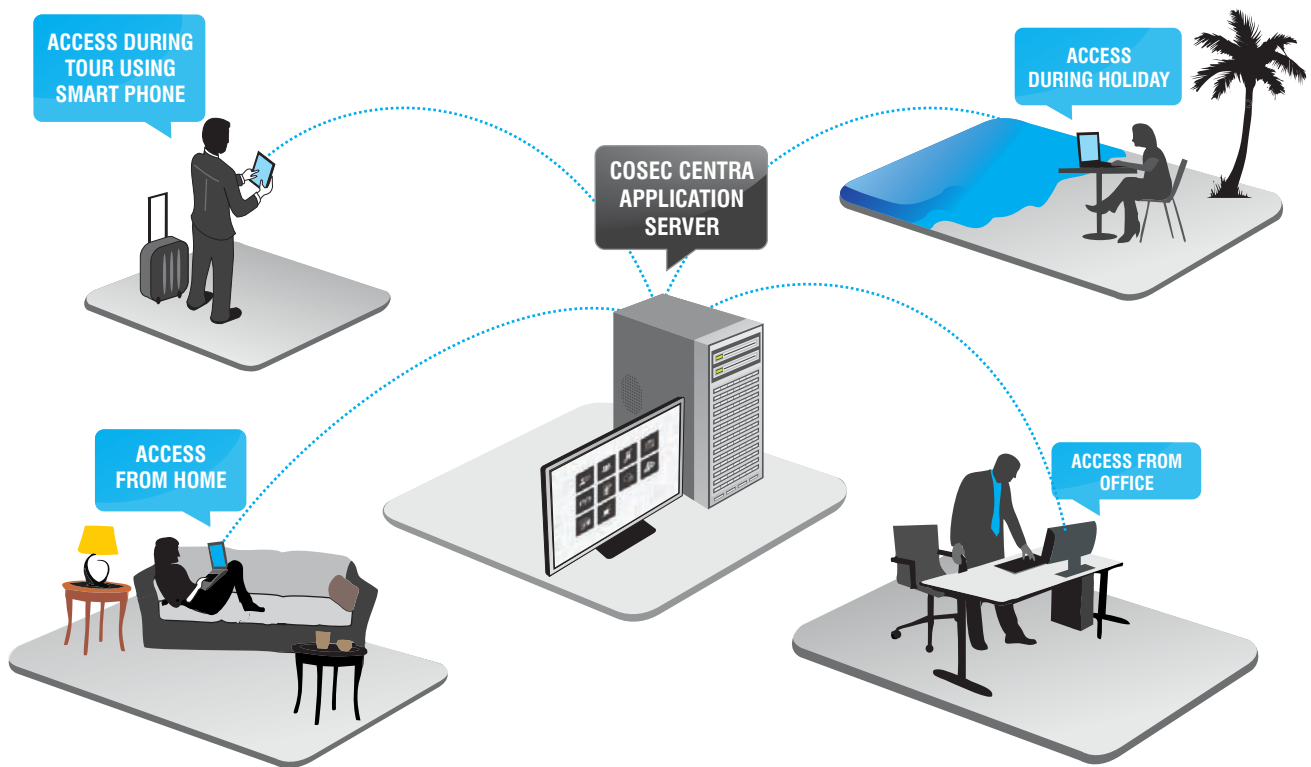 ACCESS DURING
TOUR USING
SMART PHONE
ACCESS
DURING HOLIDAY
COSEC CENTRA
APPLICATION
SERVER
ACCESS
FROM HOME
ACCESS FROM
OFFICE